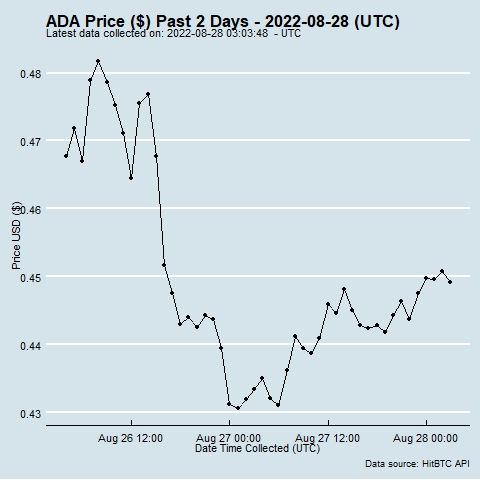 ADA Price ($) Past 2 Days - 2022-08-28 (UTC)
Latest data collected on: 2022-08-28 03:03:48 - UTC
0.48
0.47
0.46
0.45
0.44
0.43
Price USD ($)
Aug 26 12:00 Aug 27 00:00 Aug 27 12:00 Aug 28 00:00
Date Time Collected (UTC)
Data source: HitBTC API